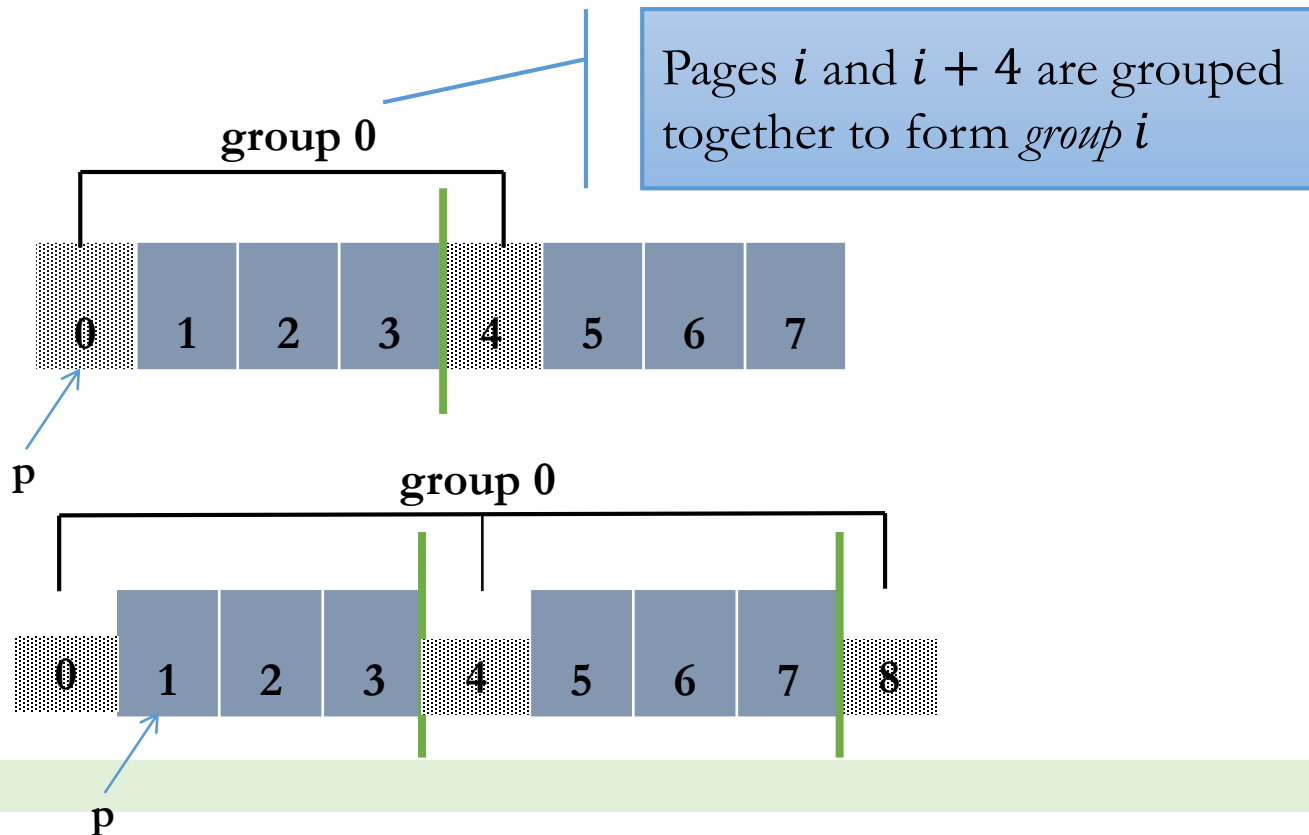 Pages i and i + 4 are grouped
together to form group i
group 0
0 1 2 3 4 5 6 7
p
group 0
0 1 2 3 4 5 6 7 8
p